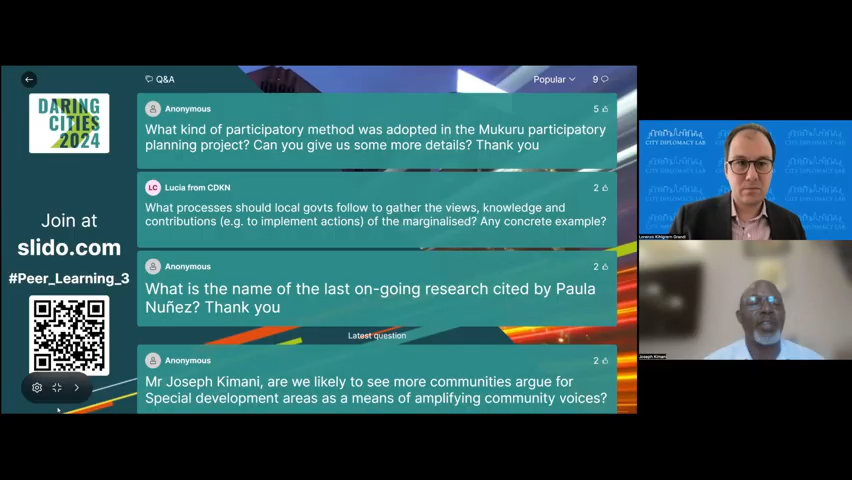 Q&A
Popular
9
DARING
CITIES
2024
Join at
slido.com
#Peer_Learning_3
Anonymous
5
What kind of participatory method was adopted in the Mukuru participatory
planning project? Can you give us some more details? Thank you
LC
Lucia from CDKN
2
What processes should local govts follow to gather the views, knowledge and
contributions (e.g. to implement actions) of the marginalised? Any concrete example?
Anonymous
2
What is the name of the last on-going research cited by Paula
Nuñez? Thank you
Latest question
Anonymous
2
Mr Joseph Kimani, are we likely to see more communities argue for
Special development areas as a means of amplifying community voices?
CITY DIPLOMACY LAB
CITY DIPLOMACY LAB
Joseph Kimani